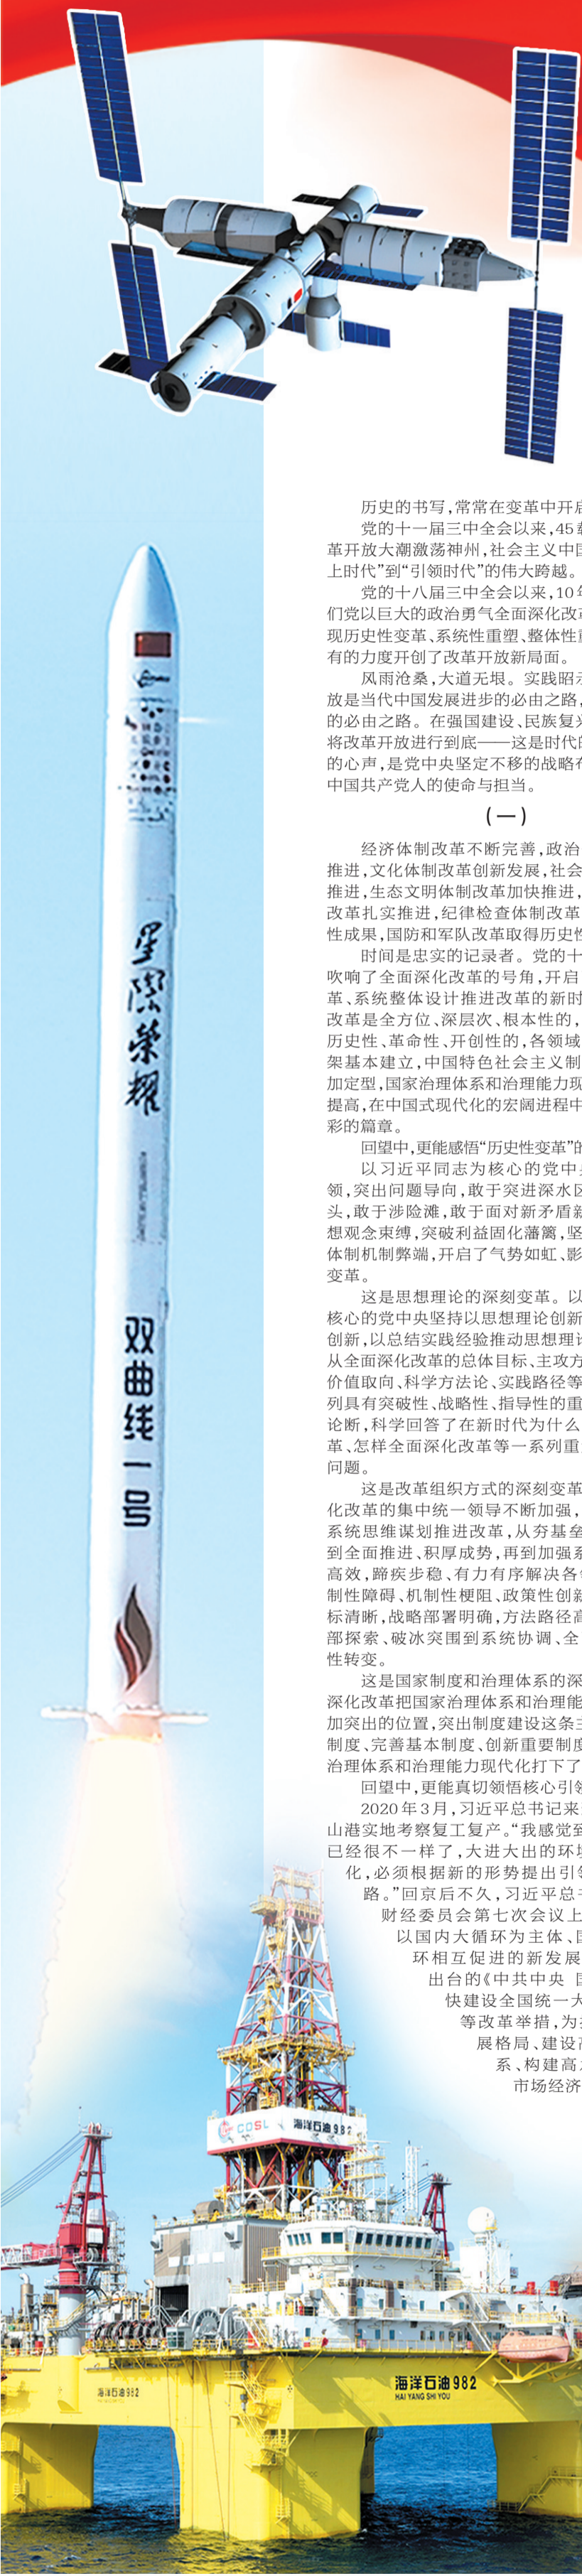 历史的书写,常常在变革中开启
党的十一届三中全会以来,45载
革开放大潮激荡神州,社会主义中国
上时代”到“引领时代”的伟大跨越。
党的十八届三中全会以来,10年
们党以巨大的政治勇气全面深化改革
现历史性变革、系统性重塑、整体性重
有的力度开创了改革开放新局面。
风雨沧桑,大道无垠。实践昭示
放是当代中国发展进步的必由之路,
的必由之路。在强国建设、民族复兴
将改革开放进行到底——这是时代的
的心声,是党中央坚定不移的战略布
中国共产党人的使命与担当。
(一)
经济体制改革不断完善,政治
推进,文化体制改革创新发展,社会
推进,生态文明体制改革加快推进,
改革扎实推进,纪律检查体制改革
性成果,国防和军队改革取得历史性
时间是忠实的记录者。党的十
吹响了全面深化改革的号角,开启
革、系统整体设计推进改革的新时
改革是全方位、深层次、根本性的,
历史性、革命性、开创性的,各领域
架基本建立,中国特色社会主义制
加定型,国家治理体系和治理能力现
提高,在中国式现代化的宏阔进程中
彩的篇章。
回望中,更能感悟“历史性变革”的
以习近平同志为核心的党中央
领,突出问题导向,敢于突进深水区
头,敢于涉险滩,敢于面对新矛盾新
想观念束缚,突破利益固化藩篱,坚
体制机制弊端,开启了气势如虹、影
变革。
这是思想理论的深刻变革。以
核心的党中央坚持以思想理论创新
创新,以总结实践经验推动思想理论
从全面深化改革的总体目标、主攻方
价值取向、科学方法论、实践路径等
列具有突破性、战略性、指导性的重
论断,科学回答了在新时代为什么
革、怎样全面深化改革等一系列重
问题。
这是改革组织方式的深刻变革
化改革的集中统一领导不断加强,
系统思维谋划推进改革,从夯基垒
到全面推进、积厚成势,再到加强系
高效,蹄疾步稳、有力有序解决各领
制性障碍、机制性梗阻、政策性创新
标清晰,战略部署明确,方法路径高
部探索、破冰突围到系统协调、全
性转变。
这是国家制度和治理体系的深
深化改革把国家治理体系和治理能
加突出的位置,突出制度建设这条主
制度、完善基本制度、创新重要制度
治理体系和治理能力现代化打下了
回望中,更能真切领悟核心引领
2020年3月,习近平总书记来
山港实地考察复工复产。“我感觉到
已经很不一样了,大进大出的环境
化,必须根据新的形势提出引领
路。”回京后不久,习近平总书
财经委员会第七次会议上
以国内大循环为主体、国
环相互促进的新发展
出台的《中共中央 国
快建设全国统一大
等改革举措,为
展格局、建设高
系、构建高
市场经济
星际荣耀
双曲线一号
COSL 海洋石油982
海洋石油982
海洋石油982
HAI YANG SHI YOU